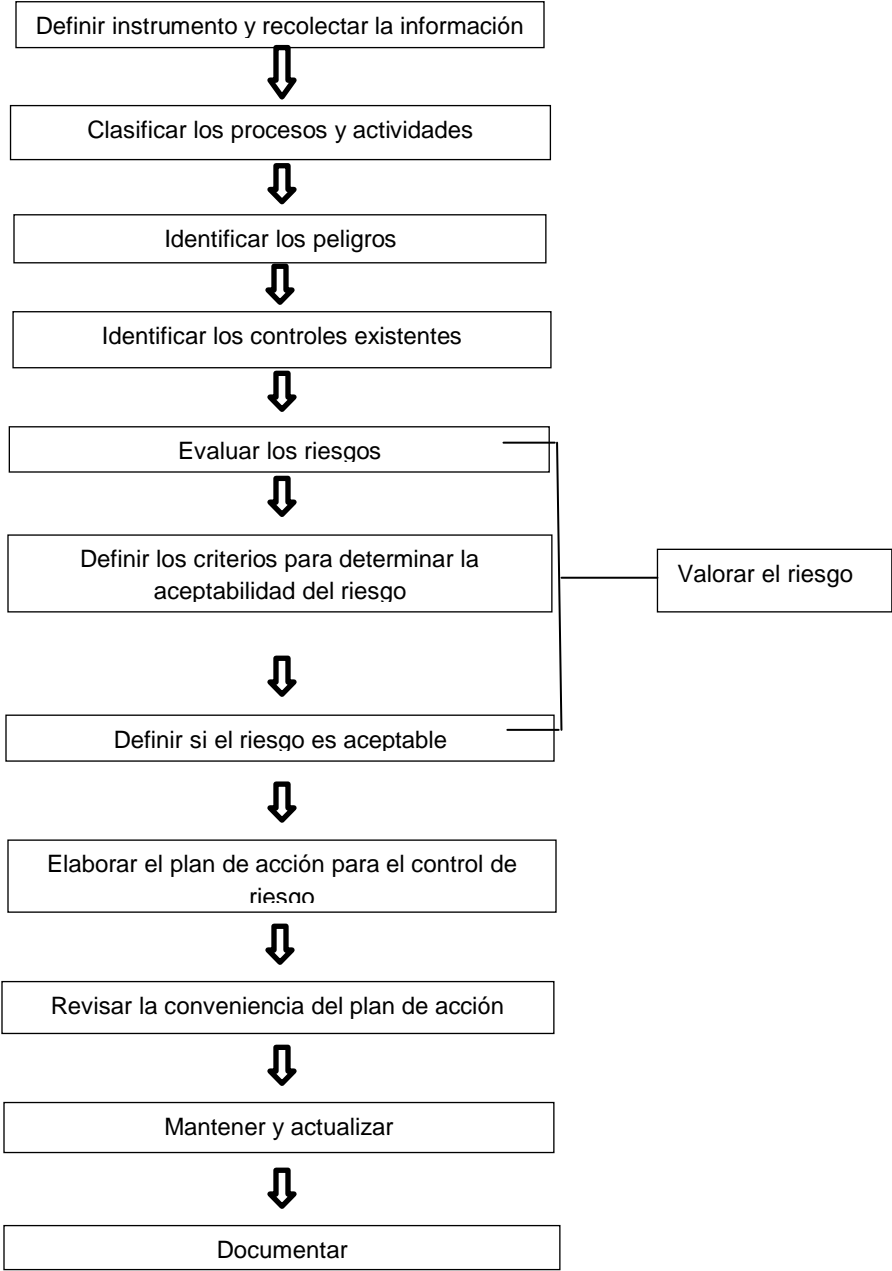 Definir instrumento y recolectar la información
Clasificar los procesos y actividades
Identificar los peligros
Identificar los controles existentes
Evaluar los riesgos
Definir los criterios para determinar la
aceptabilidad del riesgo
Valorar el riesgo
Definir si el riesgo es aceptable
Elaborar el plan de acción para el control de
riesgo
Revisar la conveniencia del plan de acción
Mantener y actualizar
Documentar